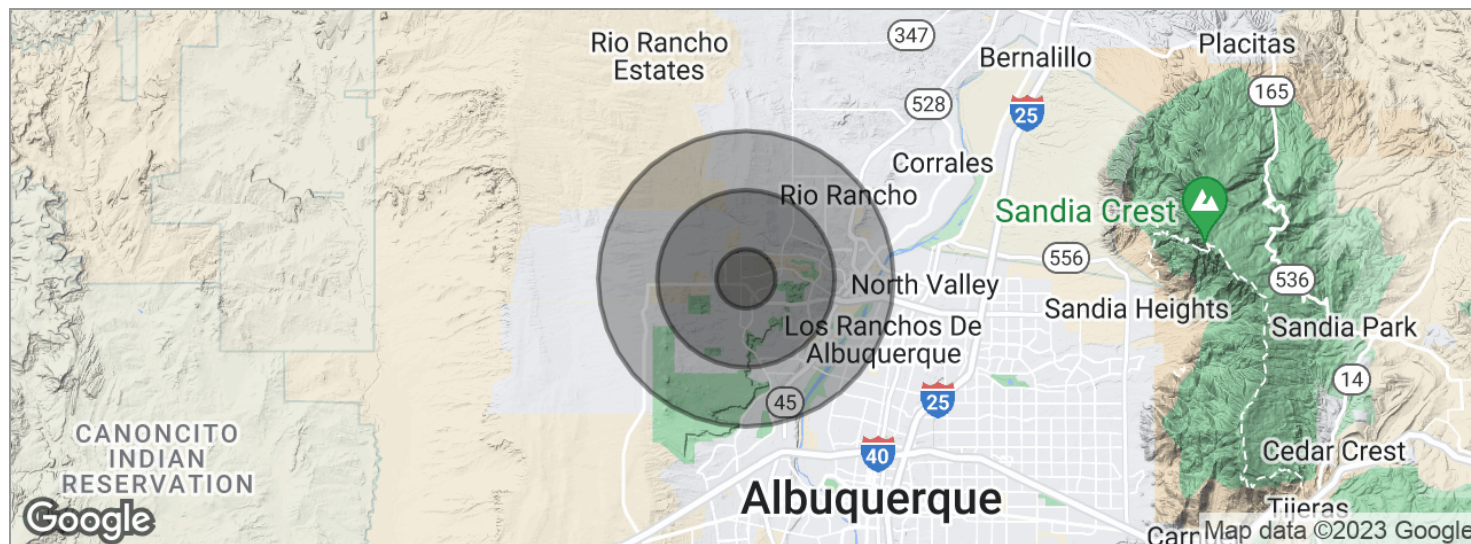 347
Placitas
Rio Rancho
Estates
Bernalillo
165
528
25
Corrales
Rio Rancho
Sandia Crest
556
536
North Valley
Sandia Heights
Los Ranchos De
Albuquerque
Sandia Park
14
25
45
CANONCITO
INDIAN
RESERVATION
40
Cedar Crest
Albuquerque
Tijeras
Google
Map data ©2023 Google